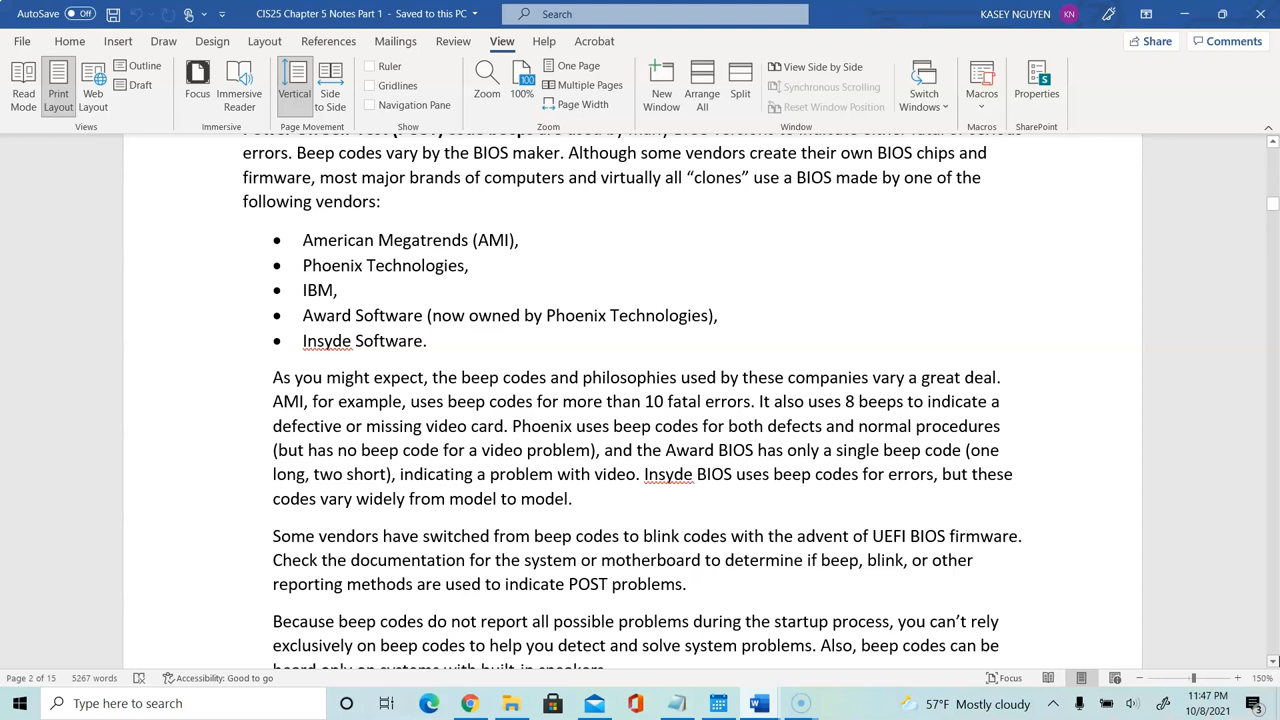 AutoSave Off CIS25 Beep Codes Part 1 - Saved to this PC Search KASEY NGUYEN KN
File Home Insert Draw Design Layout References Mailings Review View Help Acrobat Share Comments
Read Mode Print Layout Web Layout Outline Draft Views
Focus Immersive Reader Immersive
Vertical Side to Side Page Movement
Ruler Gridlines Navigation Pane Show
Zoom 100 100% One Page Multiple Pages Page Width Zoom
New Window Arrange All Split View Side by Side Synchronous Scrolling Reset Window Position Switch Windows Window
Macros Macros
S Properties SharePoint
errors. Beep codes vary by the BIOS maker. Although some vendors create their own BIOS chips and
firmware, most major brands of computers and virtually all “clones” use a BIOS made by one of the
following vendors:
• American Megatrends (AMI),
• Phoenix Technologies,
• IBM,
• Award Software (now owned by Phoenix Technologies),
• Insyde Software.
As you might expect, the beep codes and philosophies used by these companies vary a great deal.
AMI, for example, uses beep codes for more than 10 fatal errors. It also uses 8 beeps to indicate a
defective or missing video card. Phoenix uses beep codes for both defects and normal procedures
(but has no beep code for a video problem), and the Award BIOS has only a single beep code (one
long, two short), indicating a problem with video. Insyde BIOS uses beep codes for errors, but these
codes vary widely from model to model.
Some vendors have switched from beep codes to blink codes with the advent of UEFI BIOS firmware.
Check the documentation for the system or motherboard to determine if beep, blink, or other
reporting methods are used to indicate POST problems.
Because beep codes do not report all possible problems during the startup process, you can’t rely
exclusively on beep codes to help you detect and solve system problems. Also, beep codes can be
heard only on systems with built-in speakers.
Page 2 of 15 5267 words Accessibility: Good to go Focus 150%
Type here to search 57°F Mostly cloudy 11:47 PM
10/8/2021 3